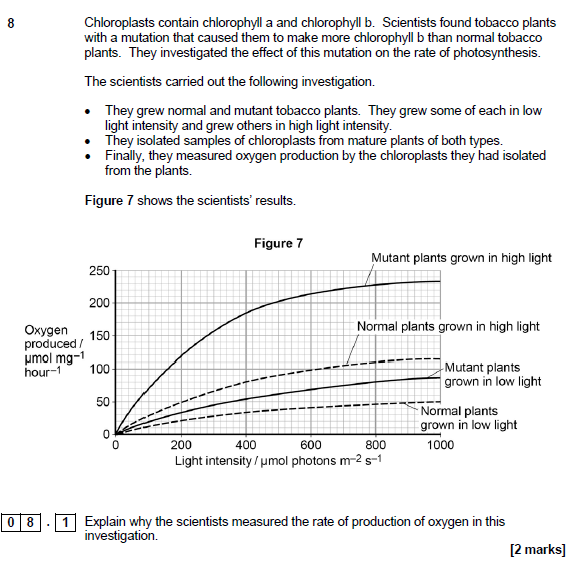 8
Chloroplasts contain chlorophyll a and chlorophyll b. Scientists found tobacco plants
with a mutation that caused them to make more chlorophyll b than normal tobacco
plants. They investigated the effect of this mutation on the rate of photosynthesis.
The scientists carried out the following investigation.
• They grew normal and mutant tobacco plants. They grew some of each in low
light intensity and grew others in high light intensity.
• They isolated samples of chloroplasts from mature plants of both types.
• Finally, they measured oxygen production by the chloroplasts they had isolated
from the plants.
Figure 7 shows the scientists' results.
Figure 7
Mutant plants grown in high light
250
200
Normal plants grown in high light
Oxygen
produced /
µmol mg–1
hour–1
150
100
Mutant plants
grown in low light
50
Normal plants
grown in low light
0
0 200 400 600 800 1000
Light intensity / µmol photons m–2 s–1
0 8 . 1 Explain why the scientists measured the rate of production of oxygen in this
investigation.
[2 marks]